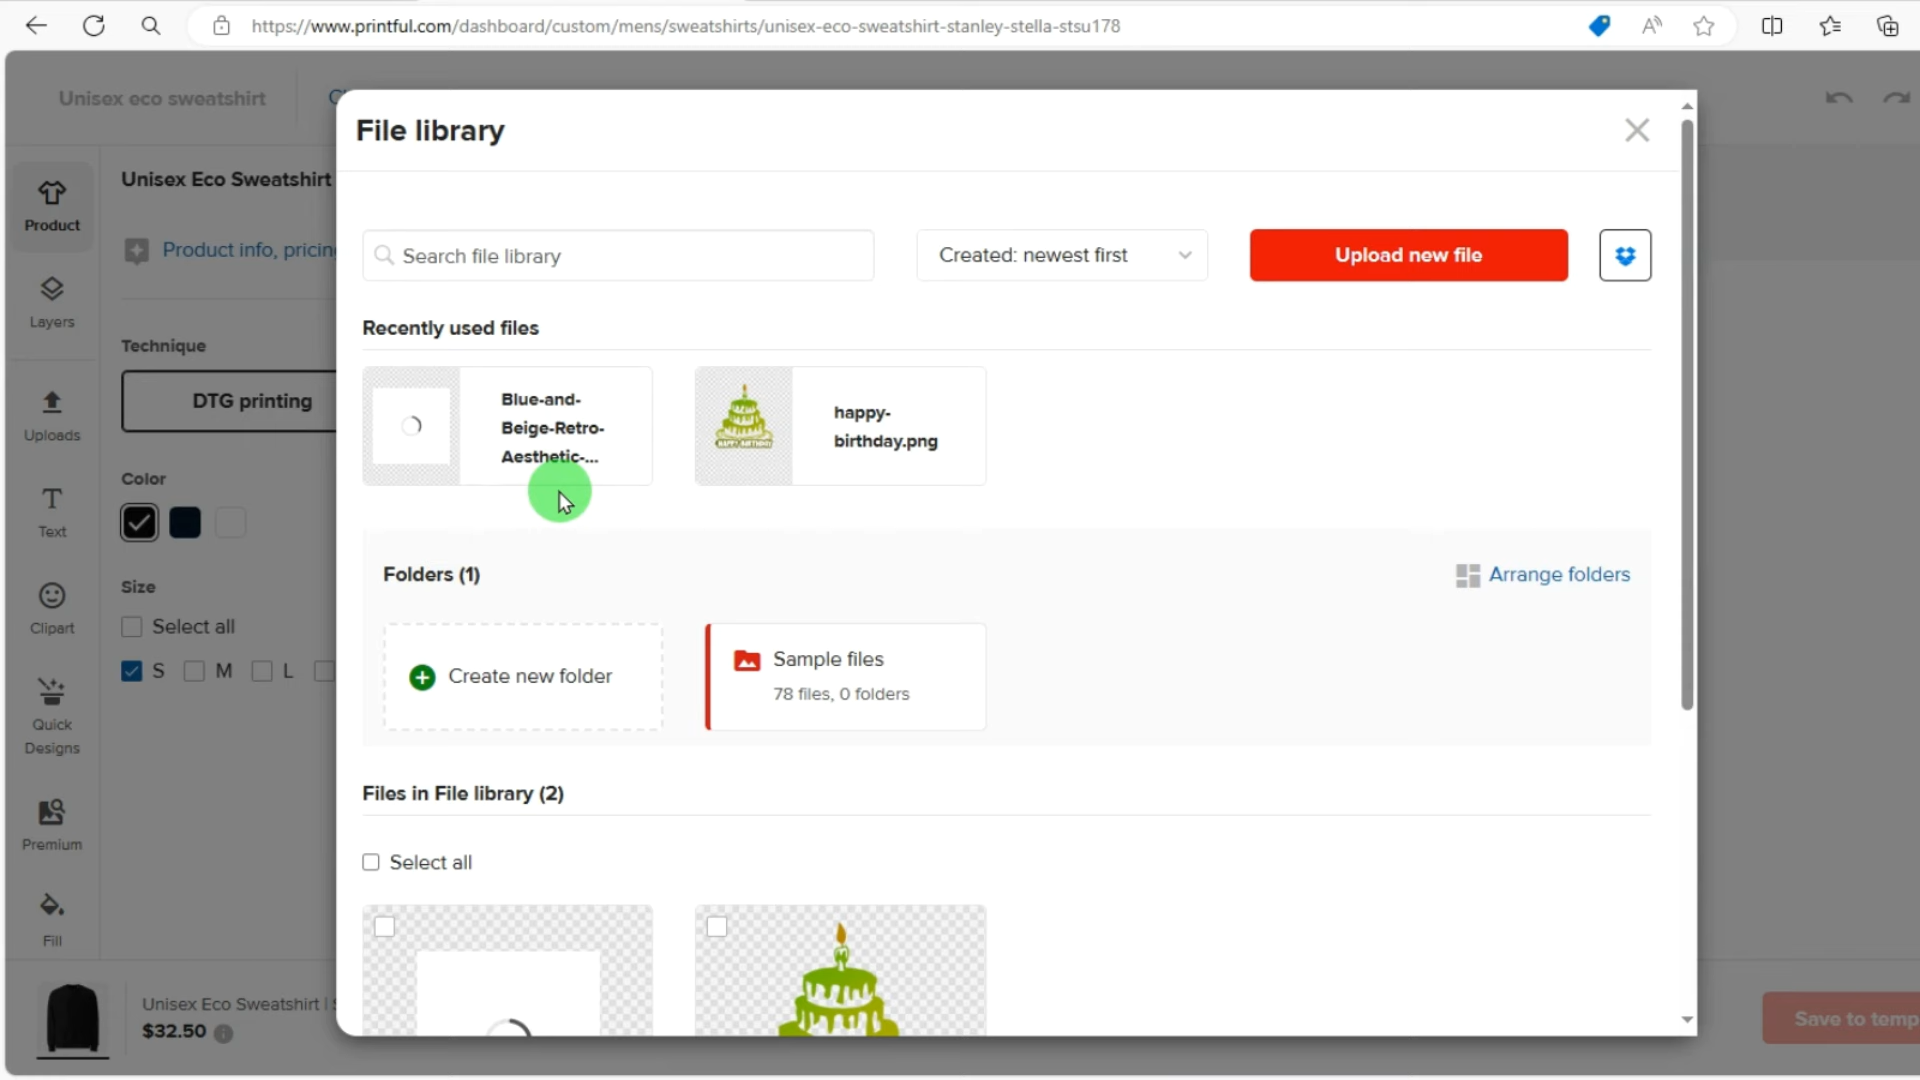 https://www.printful.com/dashboard/custom/mens/sweatshirts/unisex-eco-sweatshirt-stanley-stella-stsu178
Unisex eco sweatshirt
File library
Product
Unisex Eco Sweatshirt
Product info, pricing
Search file library
Created: newest first
Upload new file
Layers
Recently used files
Technique
DTG printing
Blue-and-
Beige-Retro-
Aesthetic-...
happy-
birthday.png
HAPPY BIRTHDAY
Uploads
Color
Text
Folders (1)
Arrange folders
Size
Select all
Clipart
S M L
Create new folder
Sample files
78 files, 0 folders
Quick
Designs
Files in File library (2)
Premium
Select all
Fill
Unisex Eco Sweatshirt |
$32.50
Save to temp